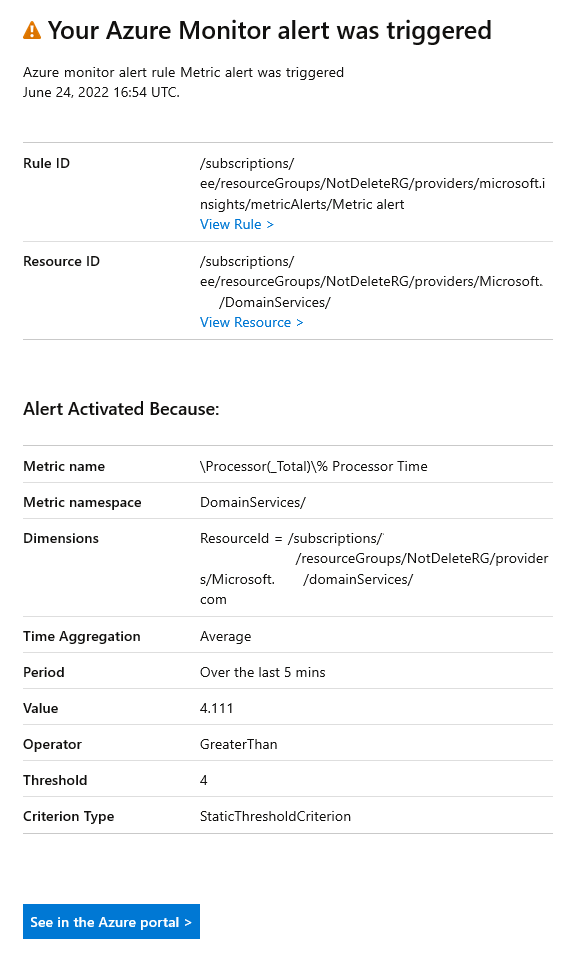 Your Azure Monitor alert was triggered
Azure monitor alert rule Metric alert was triggered
June 24, 2022 16:54 UTC.
Rule ID
/subscriptions/
ee/resourceGroups/NotDeleteRG/providers/microsoft.i
nsights/metricAlerts/Metric alert
View Rule >
Resource ID
/subscriptions/
ee/resourceGroups/NotDeleteRG/providers/Microsoft.
/DomainServices/
View Resource >
Alert Activated Because:
Metric name \Processor(_Total)\% Processor Time
Metric namespace DomainServices/
Dimensions ResourceId = /subscriptions/
/resourceGroups/NotDeleteRG/provider
s/Microsoft. /domainServices/
com
Time Aggregation Average
Period Over the last 5 mins
Value 4.111
Operator GreaterThan
Threshold 4
Criterion Type StaticThresholdCriterion
See in the Azure portal >